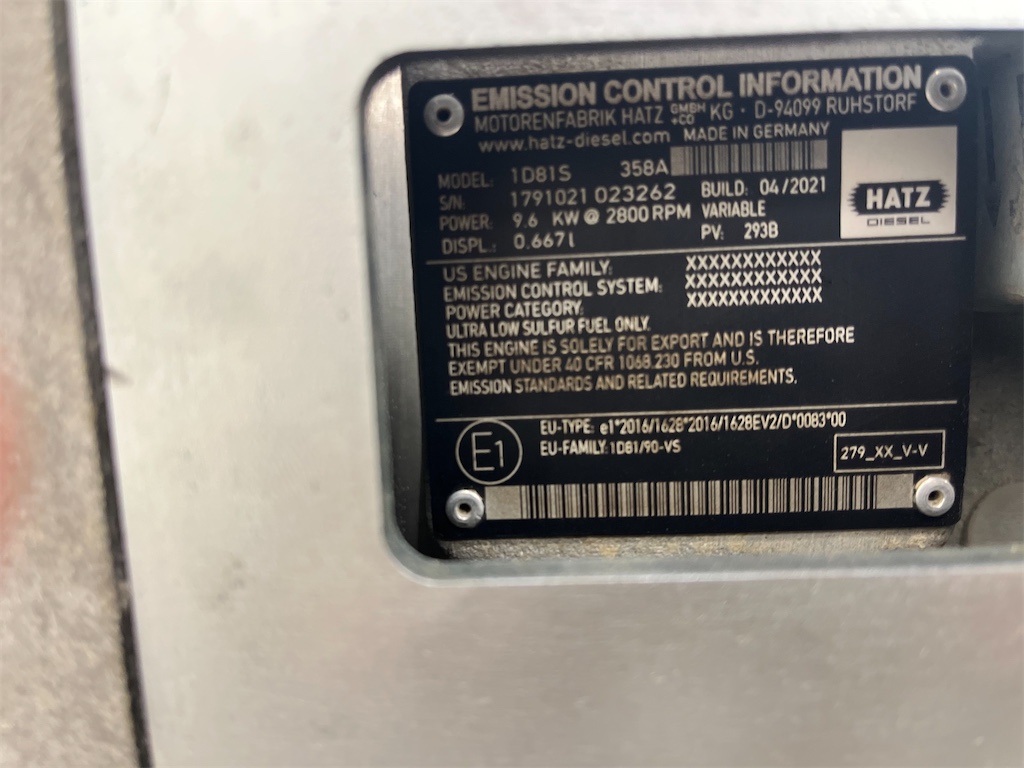 EMISSION CONTROL INFORMATION
MOTORENFABRIK HATZ GMBH +CO KG · D-94099 RUHSTORF
www.hatz-diesel.com MADE IN GERMANY
MODEL: 1D81S 358A
S/N: 1791021 023262 BUILD: 04/2021
POWER: 9.6 KW @ 2800 RPM VARIABLE
DISPL.: 0.667l PV: 293B
HATZ
DIESEL
US ENGINE FAMILY: XXXXXXXXXXXX
EMISSION CONTROL SYSTEM: XXXXXXXXXXXX
POWER CATEGORY: XXXXXXXXXXXX
ULTRA LOW SULFUR FUEL ONLY.
THIS ENGINE IS SOLELY FOR EXPORT AND IS THEREFORE
EXEMPT UNDER 40 CFR 1068.230 FROM U.S.
EMISSION STANDARDS AND RELATED REQUIREMENTS.
E1
EU-TYPE: e1*2016/1628*2016/1628EV2/D*0083*00
EU-FAMILY: 1D81/90-VS
279_XX_V-V